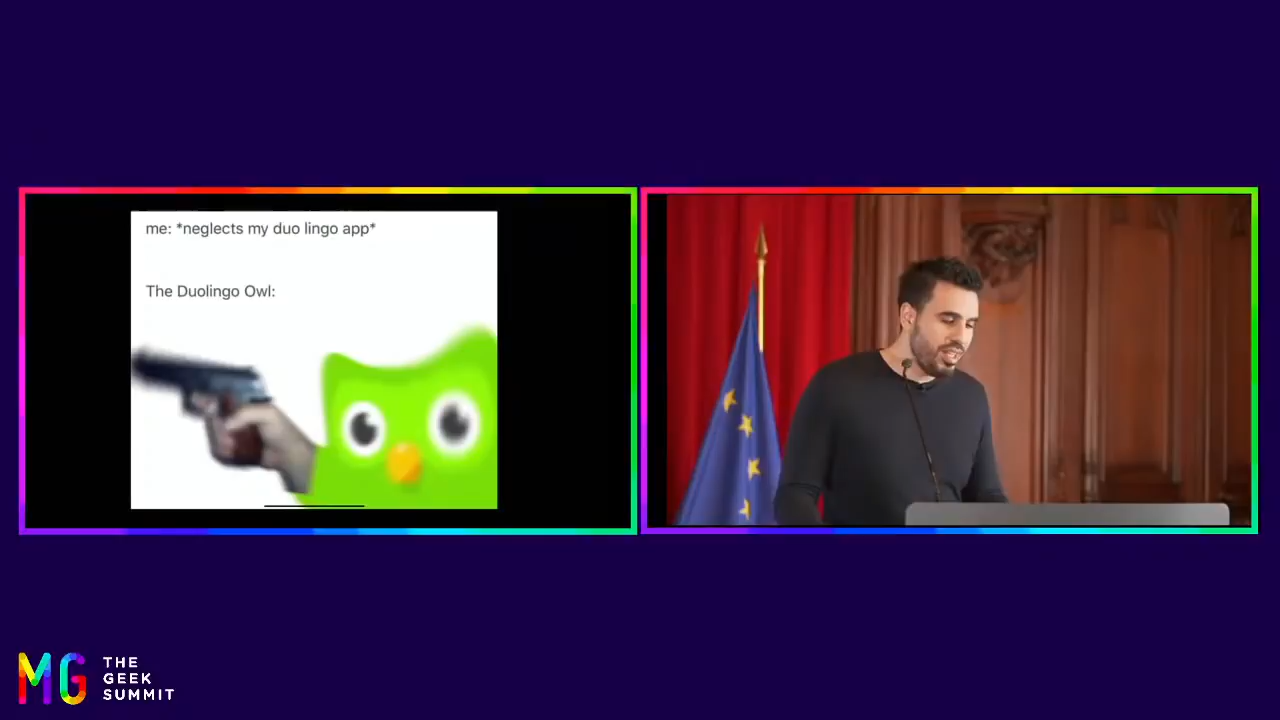 me: *neglects my duo lingo app*
The Duolingo Owl:
MG
THE
GEEK
SUMMIT